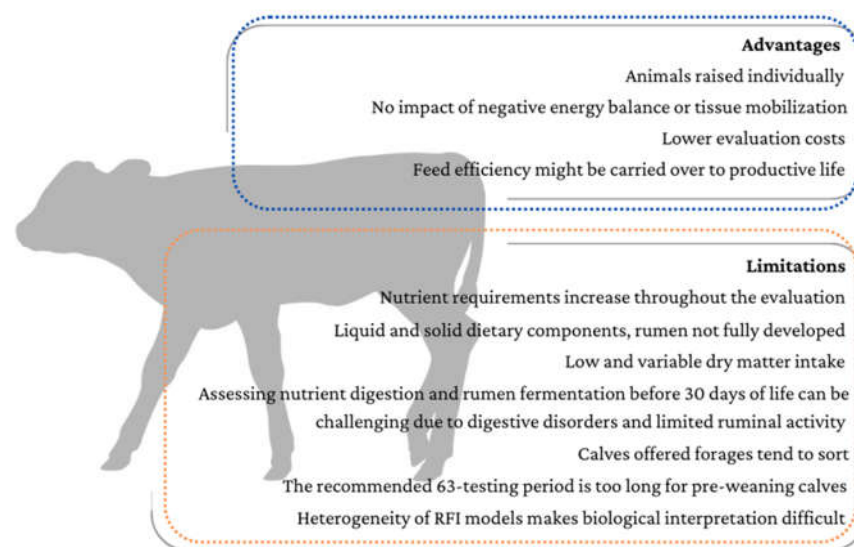 Advantages
Animals raised individually
No impact of negative energy balance or tissue mobilization
Lower evaluation costs
Feed efficiency might be carried over to productive life
Limitations
Nutrient requirements increase throughout the evaluation
Liquid and solid dietary components, rumen not fully developed
Low and variable dry matter intake
Assessing nutrient digestion and rumen fermentation before 30 days of life can be
challenging due to digestive disorders and limited ruminal activity
Calves offered forages tend to sort
The recommended 63-testing period is too long for pre-weaning calves
Heterogeneity of RFI models makes biological interpretation difficult